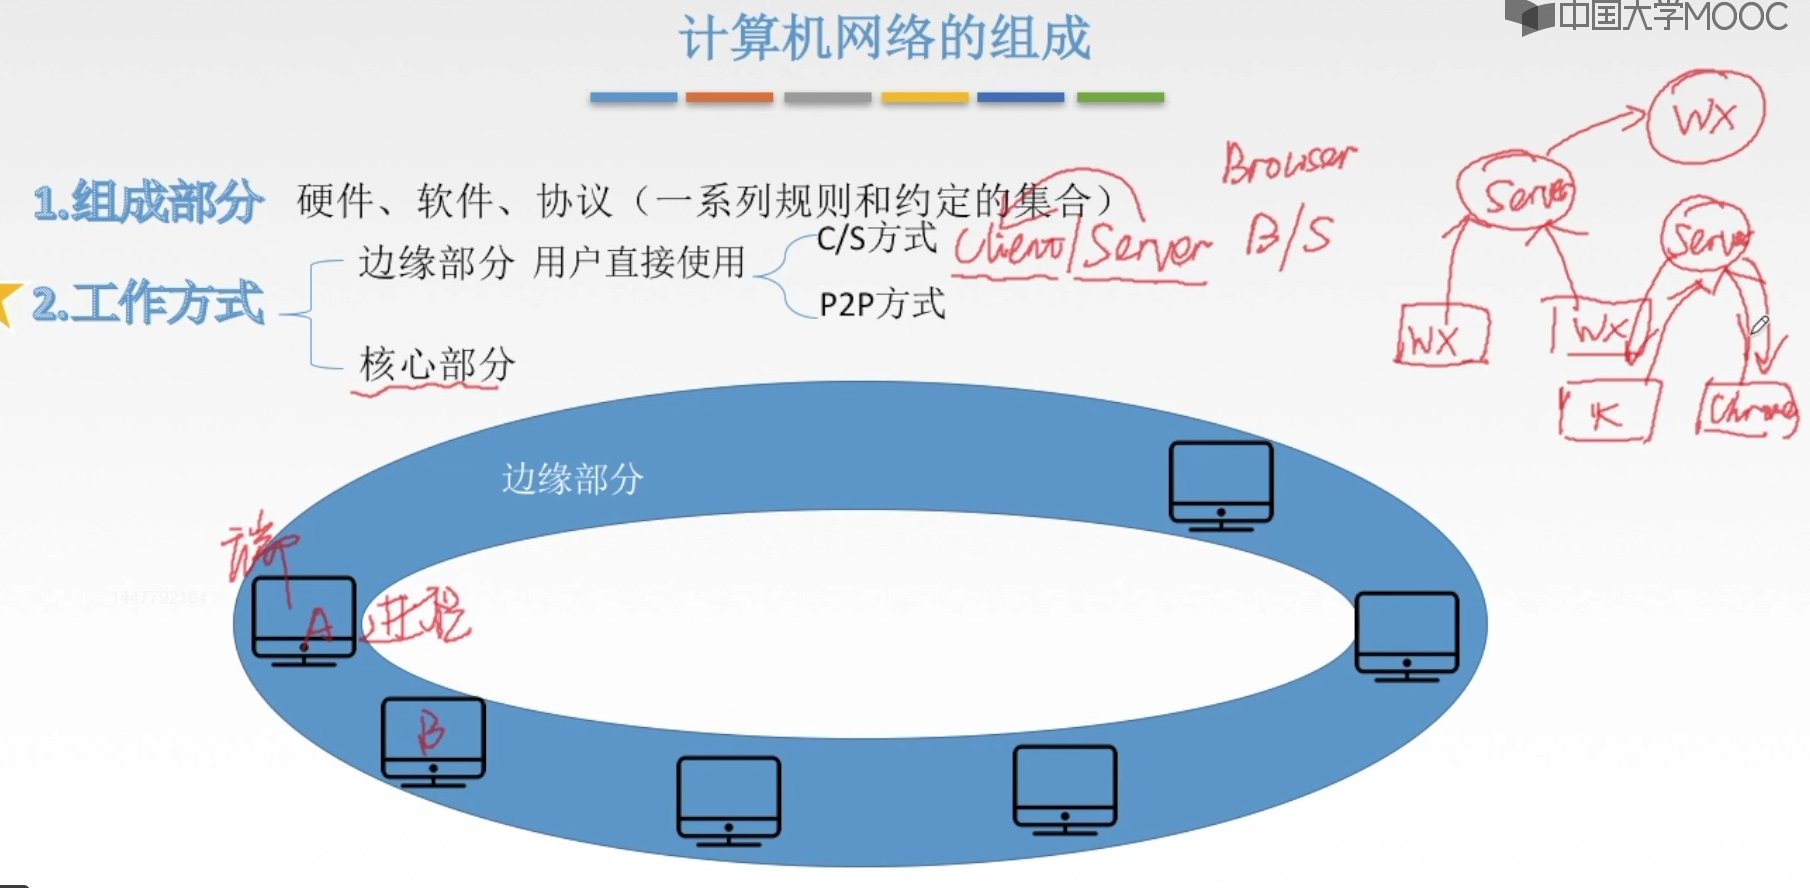 中国大学MOOC
计算机网络的组成
WX
Browser
Server
1.组成部分 硬件、软件、协议（一系列规则和约定的集合）
C/S方式 Client/Server B/S
Server
边缘部分 用户直接使用
2.工作方式
P2P方式
WX WX
核心部分
K Chrome
边缘部分
端
1447792184
A 进程
B